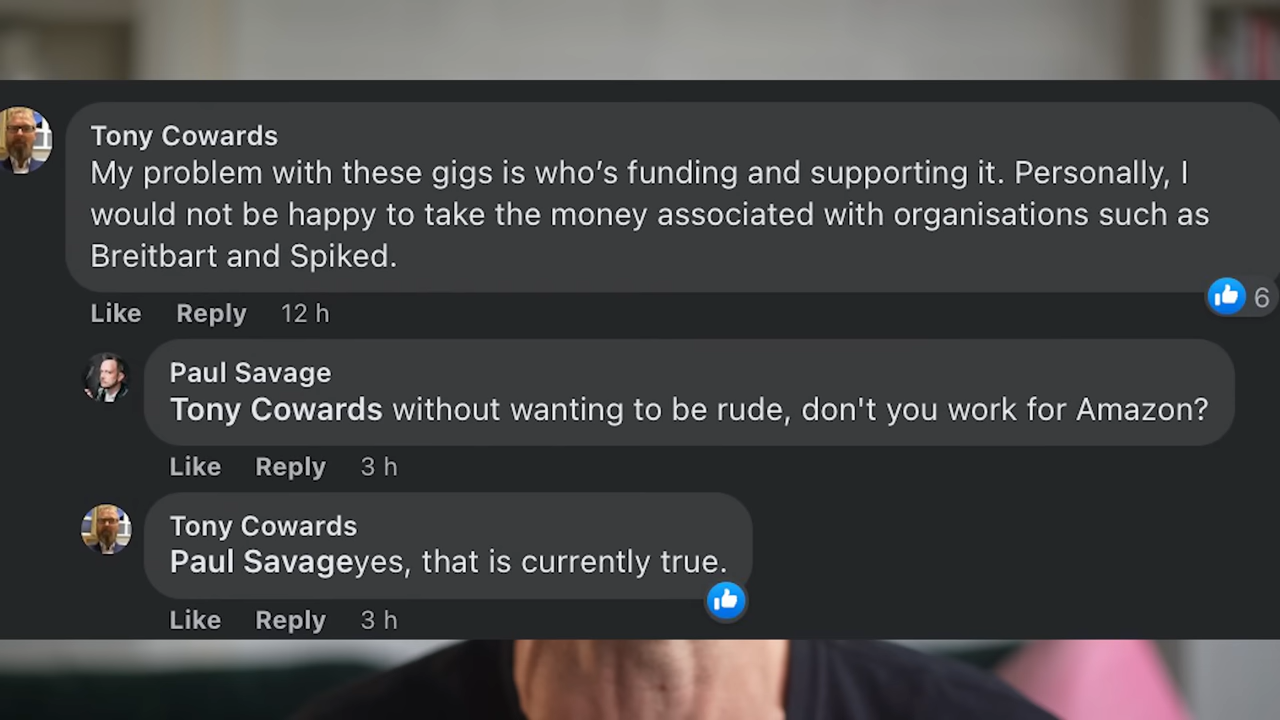 Tony Cowards
My problem with these gigs is who’s funding and supporting it. Personally, I
would not be happy to take the money associated with organisations such as
Breitbart and Spiked.
6
Like Reply 12 h
Paul Savage
Tony Cowards without wanting to be rude, don't you work for Amazon?
Like Reply 3 h
Tony Cowards
Paul Savageyes, that is currently true.
Like Reply 3 h